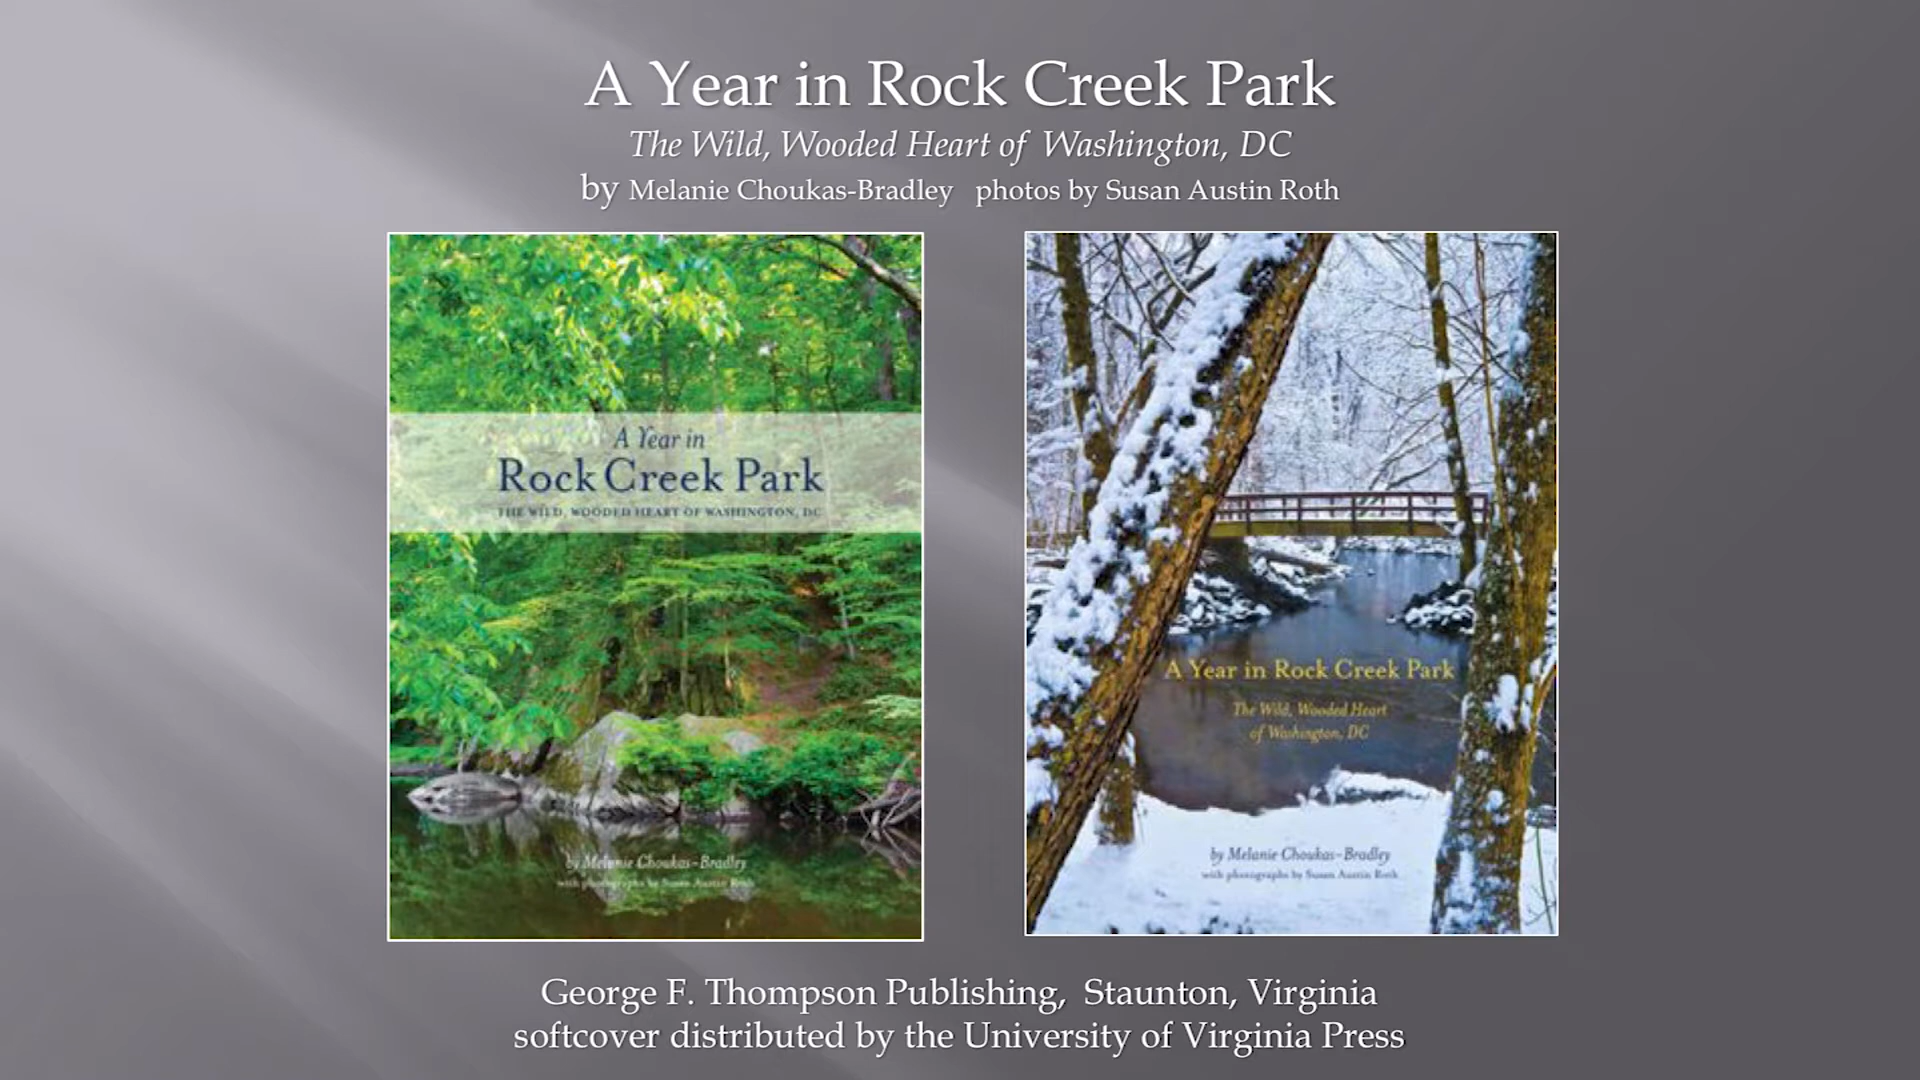 A Year in Rock Creek Park
The Wild, Wooded Heart of Washington, DC
by Melanie Choukas-Bradley photos by Susan Austin Roth
A Year in
Rock Creek Park
THE WILD, WOODED HEART OF WASHINGTON, DC
by Melanie Choukas-Bradley
with photographs by Susan Austin Roth
A Year in Rock Creek Park
The Wild, Wooded Heart
of Washington, DC
by Melanie Choukas-Bradley
with photographs by Susan Austin Roth
George F. Thompson Publishing, Staunton, Virginia
softcover distributed by the University of Virginia Press